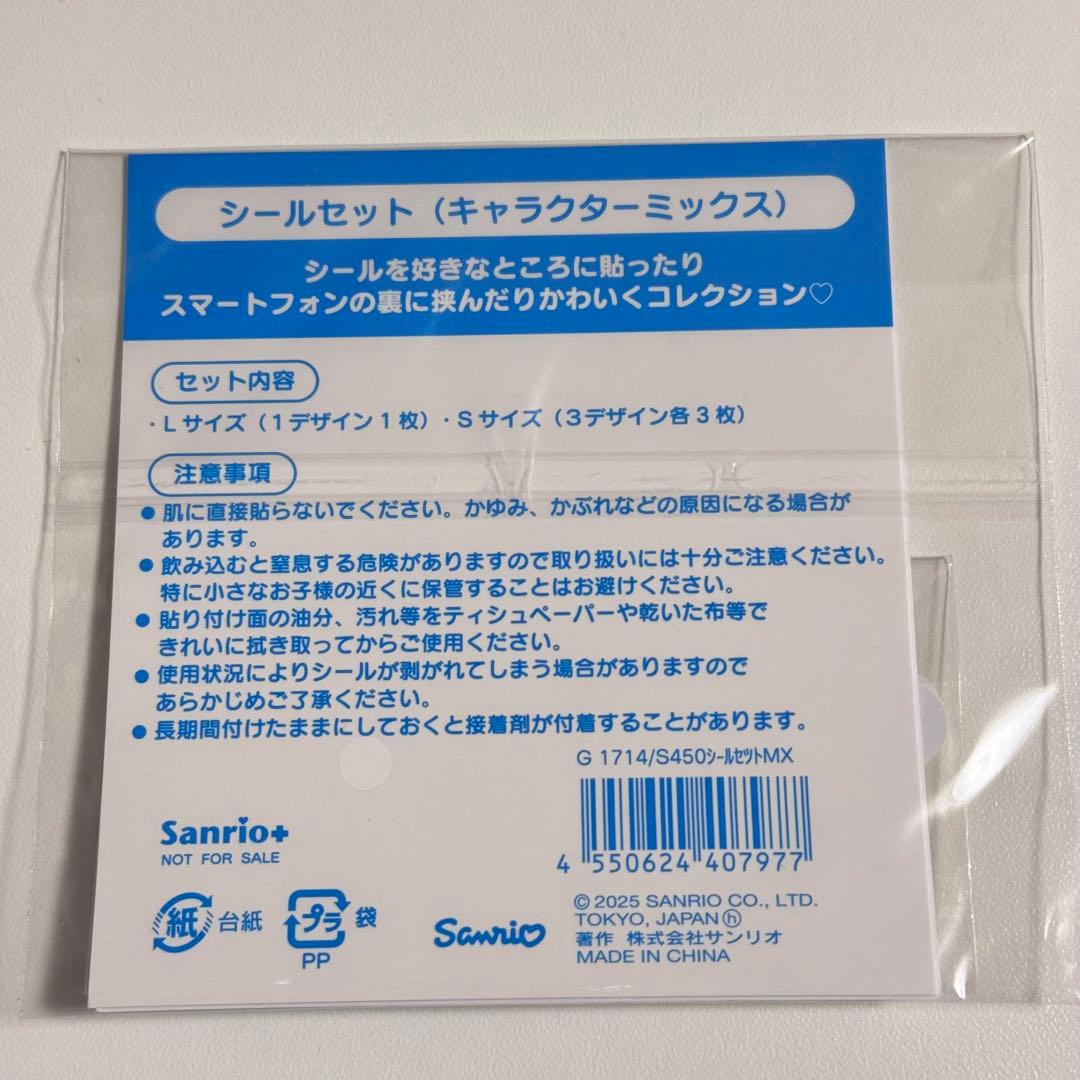 シールセット（キャラクターミックス）
シールを好きなところに貼ったり
スマートフォンの裏に挟んだりかわいくコレクション♡
セット内容
・Lサイズ（1デザイン1枚）・Sサイズ（3デザイン各3枚）
注意事項
●肌に直接貼らないでください。かゆみ、かぶれなどの原因になる場合が
あります。
●飲み込むと窒息する危険がありますので取り扱いには十分ご注意ください。
特に小さなお子様の近くに保管することはお避けください。
●貼り付け面の油分、汚れ等をティシュペーパーや乾いた布等で
きれいに拭き取ってからご使用ください。
●使用状況によりシールが剥がれてしまう場合がありますので
あらかじめご了承ください。
●長期間付けたままにしておくと接着剤が付着することがあります。
G 1714/S450ｼｰﾙｾﾂﾄMX
4 550624 407977
Sanrio+
NOT FOR SALE
紙 台紙
プラ 袋
PP
Sanrio
© 2025 SANRIO CO., LTD.
TOKYO, JAPAN ⓗ
著作 株式会社サンリオ
MADE IN CHINA